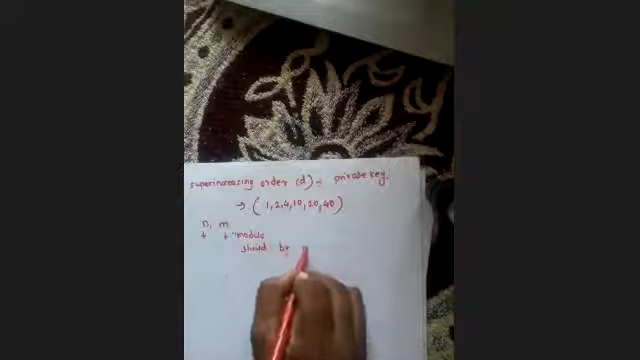 superincreasing order (d) - private key.
→ ( 1, 2, 4, 10, 20, 40 )
n, m
↓ ↓ modulo
should be